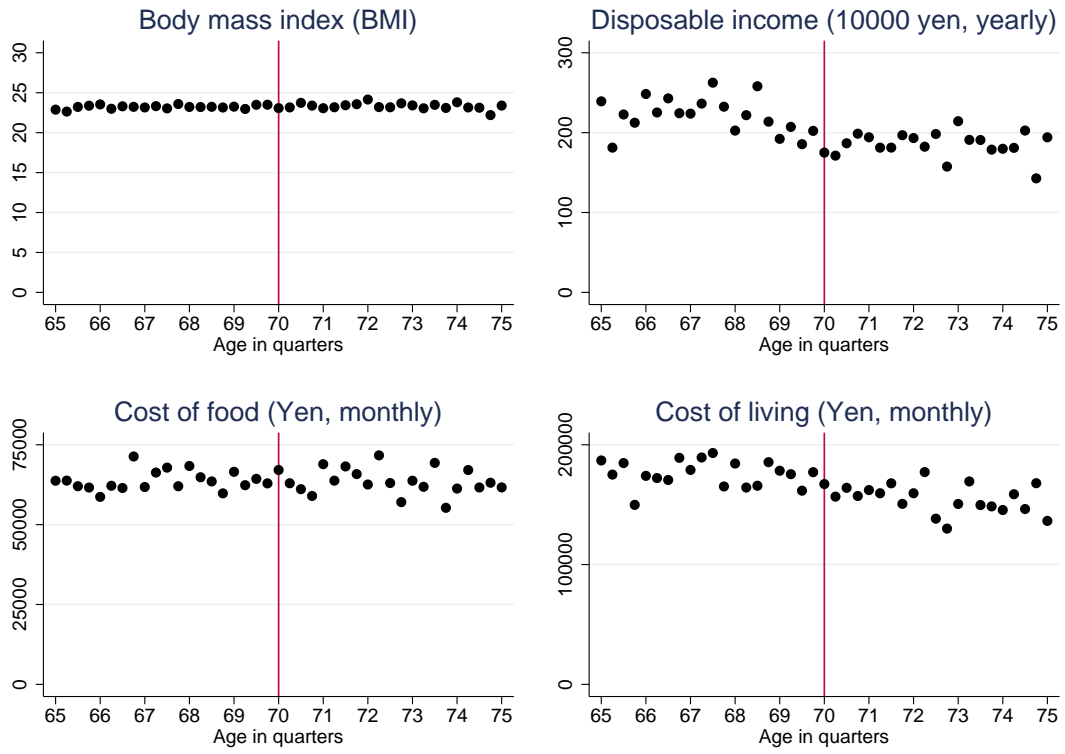 Body mass index (BMI)
30
25
20
15
10
5
0
65 66 67 68 69 70 71 72 73 74 75
Age in quarters
Disposable income (10000 yen, yearly)
300
200
100
0
65 66 67 68 69 70 71 72 73 74 75
Age in quarters
Cost of food (Yen, monthly)
75000
50000
25000
0
65 66 67 68 69 70 71 72 73 74 75
Age in quarters
Cost of living (Yen, monthly)
200000
100000
0
65 66 67 68 69 70 71 72 73 74 75
Age in quarters